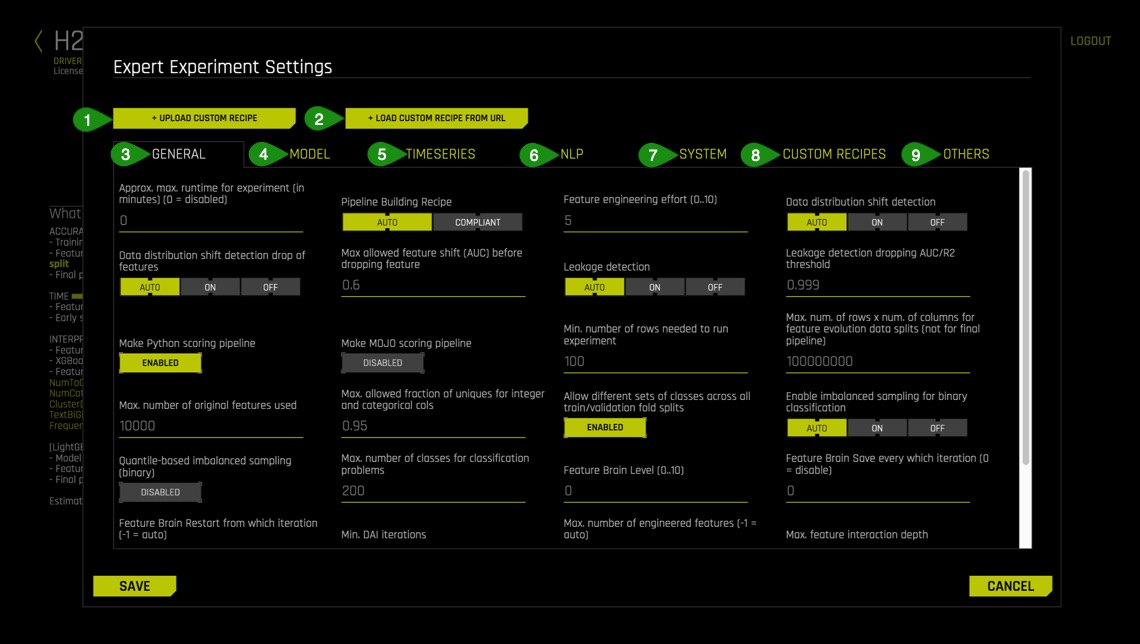 H2
LOGOUT
DRIVER
License
Expert Experiment Settings
1
+ UPLOAD CUSTOM RECIPE
2
+ LOAD CUSTOM RECIPE FROM URL
3 GENERAL
4 MODEL
5 TIMESERIES
6 NLP
7 SYSTEM
8 CUSTOM RECIPES
9 OTHERS
Approx. max. runtime for experiment (in
minutes) (0 = disabled)
0
Pipeline Building Recipe
AUTO COMPLIANT
Feature engineering effort (0..10)
5
Data distribution shift detection
AUTO ON OFF
Data distribution shift detection drop of
features
AUTO ON OFF
Max allowed feature shift (AUC) before
dropping feature
0.6
Leakage detection
AUTO ON OFF
Leakage detection dropping AUC/R2
threshold
0.999
Make Python scoring pipeline
ENABLED
Make MOJO scoring pipeline
DISABLED
Min. number of rows needed to run
experiment
100
Max. num. of rows x num. of columns for
feature evolution data splits (not for final
pipeline)
100000000
Max. number of original features used
10000
Max. allowed fraction of uniques for integer
and categorical cols
0.95
Allow different sets of classes across all
train/validation fold splits
ENABLED
Enable imbalanced sampling for binary
classification
AUTO ON OFF
Quantile-based imbalanced sampling
(binary)
DISABLED
Max. number of classes for classification
problems
200
Feature Brain Level (0..10)
0
Feature Brain Save every which iteration (0
= disable)
0
Feature Brain Restart from which iteration
(-1 = auto)
Min. DAI iterations
Max. number of engineered features (-1 =
auto)
Max. feature interaction depth
What
ACCURA
- Trainin
- Featur
split
- Final p
TIME
- Featur
- Early s
INTERPR
- Featur
- XGBoo
- Featur
NumToC
NumCat
ClusterD
TextBiGR
Frequen
[LightGB
- Model
- Featur
- Final p
Estimat
SAVE
CANCEL